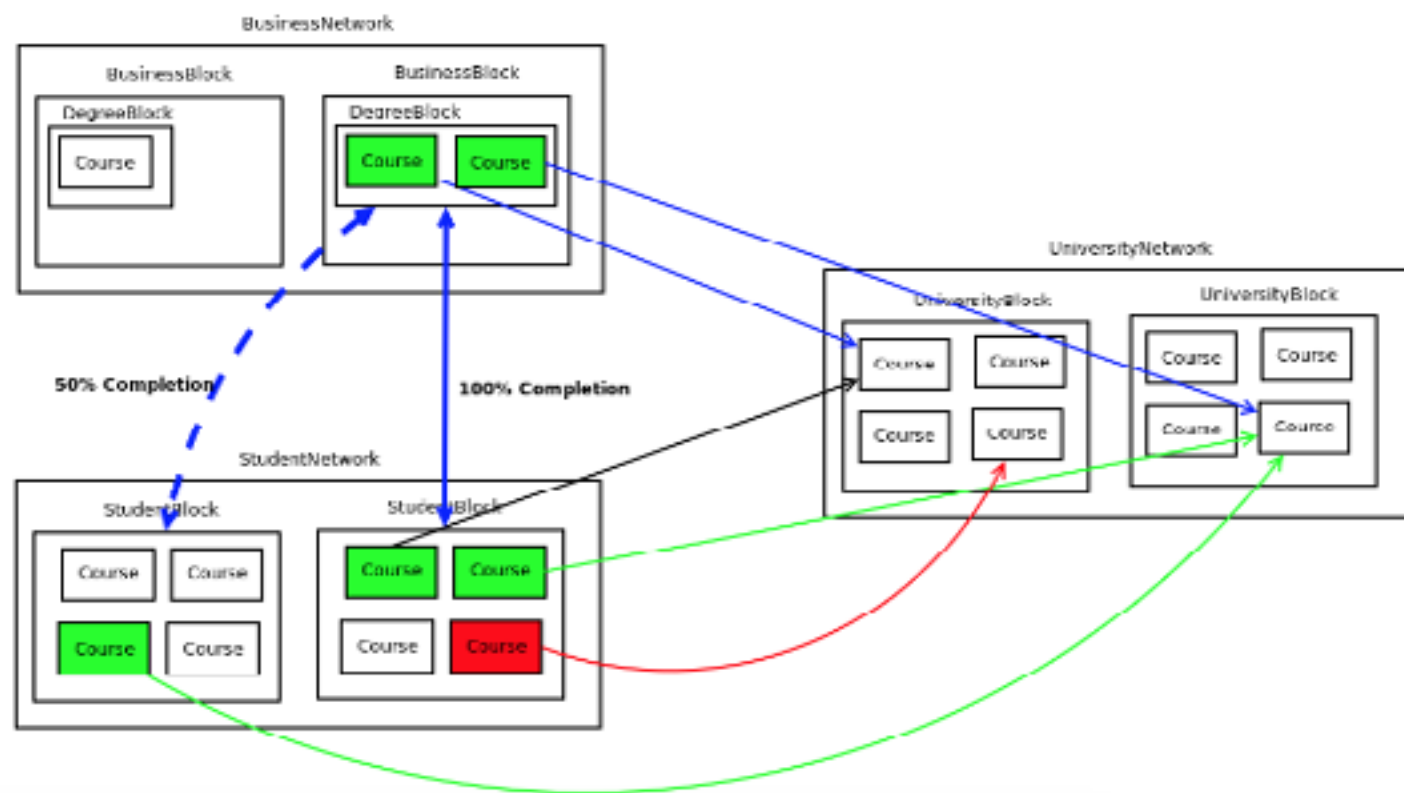 BusinessNetwork
BusinessBlock
BusinessBlock
DegreeBlock
DegreeBlock
Course
Course
Course
UniversityNetwork
UniversityBlock
UniversityBlock
Course
Course
Course
Course
Course
Course
Course
Course
50% Completion
100% Completion
StudentNetwork
StudentBlock
StudentBlock
Course
Course
Course
Course
Course
Course
Course
Course